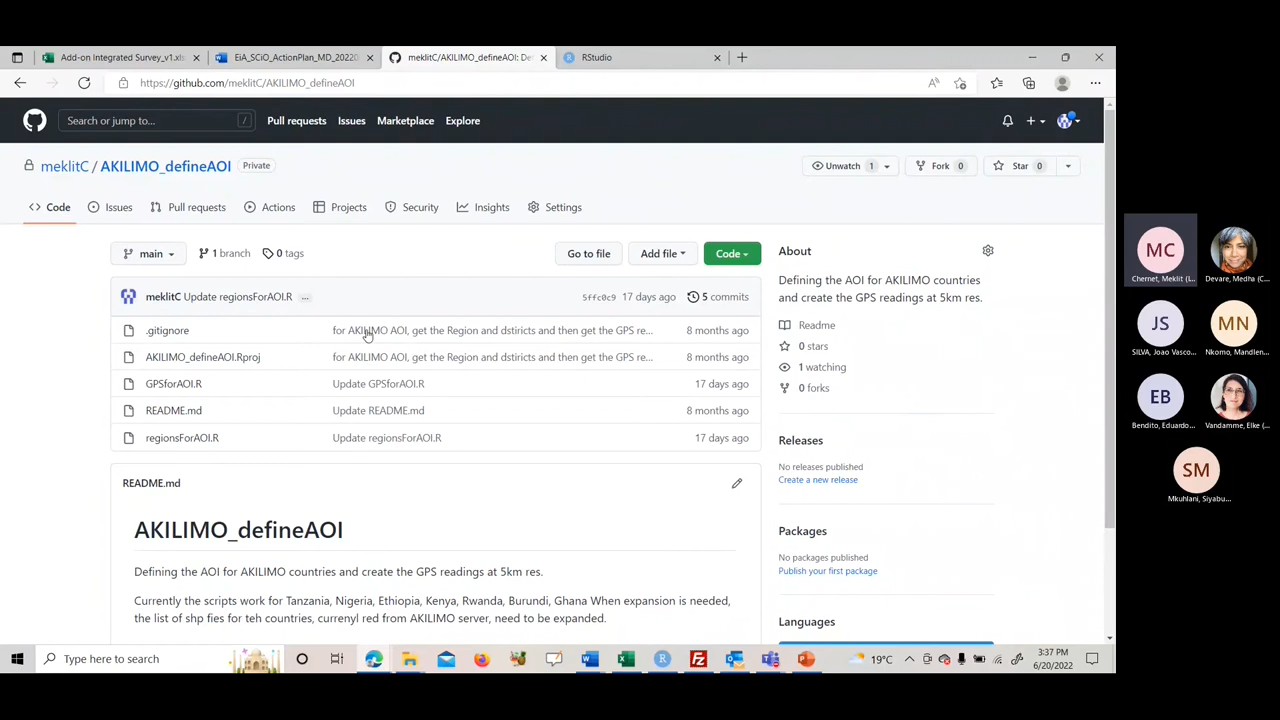 Add-on Integrated Survey_v1.xls
EiA_SCiO_ActionPlan_MD_20220
meklitC/AKILIMO_defineAOI: De
RStudio
https://github.com/meklitC/AKILIMO_defineAOI
Search or jump to...
/
Pull requests
Issues
Marketplace
Explore
meklitC / AKILIMO_defineAOI
Private
Unwatch 1
Fork 0
Star 0
Code
Issues
Pull requests
Actions
Projects
Security
Insights
Settings
main
1 branch
0 tags
Go to file
Add file
Code
About
Defining the AOI for AKILIMO countries
and create the GPS readings at 5km res.
meklitC Update regionsForAOI.R ...
5ffc0c9 17 days ago
5 commits
.gitignore
for AKILIMO AOI, get the Region and dstiricts and then get the GPS re...
8 months ago
AKILIMO_defineAOI.Rproj
for AKILIMO AOI, get the Region and dstiricts and then get the GPS re...
8 months ago
GPSforAOI.R
Update GPSforAOI.R
17 days ago
README.md
Update README.md
8 months ago
regionsForAOI.R
Update regionsForAOI.R
17 days ago
Readme
0 stars
1 watching
0 forks
Releases
No releases published
Create a new release
Packages
No packages published
Publish your first package
Languages
README.md
AKILIMO_defineAOI
Defining the AOI for AKILIMO countries and create the GPS readings at 5km res.
Currently the scripts work for Tanzania, Nigeria, Ethiopia, Kenya, Rwanda, Burundi, Ghana When expansion is needed,
the list of shp fies for teh countries, currenyl red from AKILIMO server, need to be expanded.
Type here to search
19°C
3:37 PM
6/20/2022
MC
Chernet, Meklit (I...
Devare, Medha (C...
JS
SILVA, Joao Vasco...
MN
Nkomo, Mandlen...
EB
Bendito, Eduardo...
Vandamme, Elke (...
SM
Mkuhlani, Siyabu...